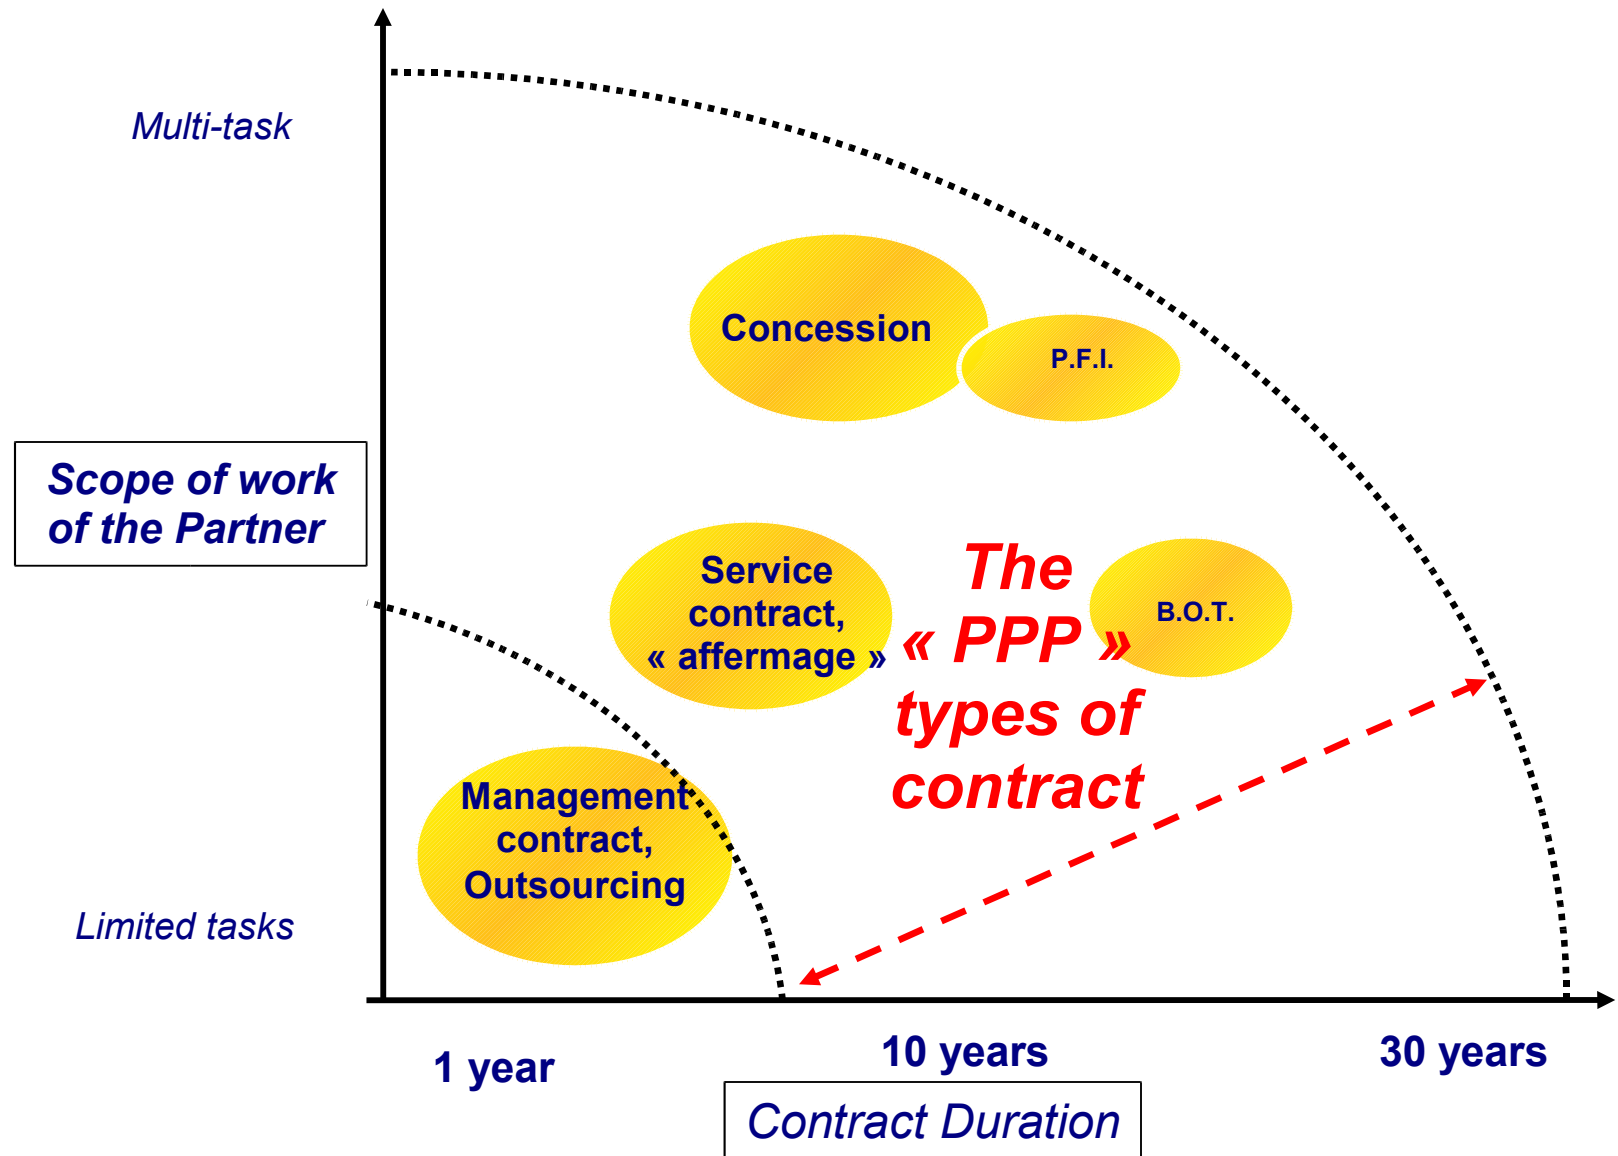 Multi-task
Concession
P.F.I.
Scope of work
of the Partner
Service
contract,
« affermage »
The
« PPP »
types of
contract
B.O.T.
Management
contract,
Outsourcing
Limited tasks
1 year
10 years
30 years
Contract Duration